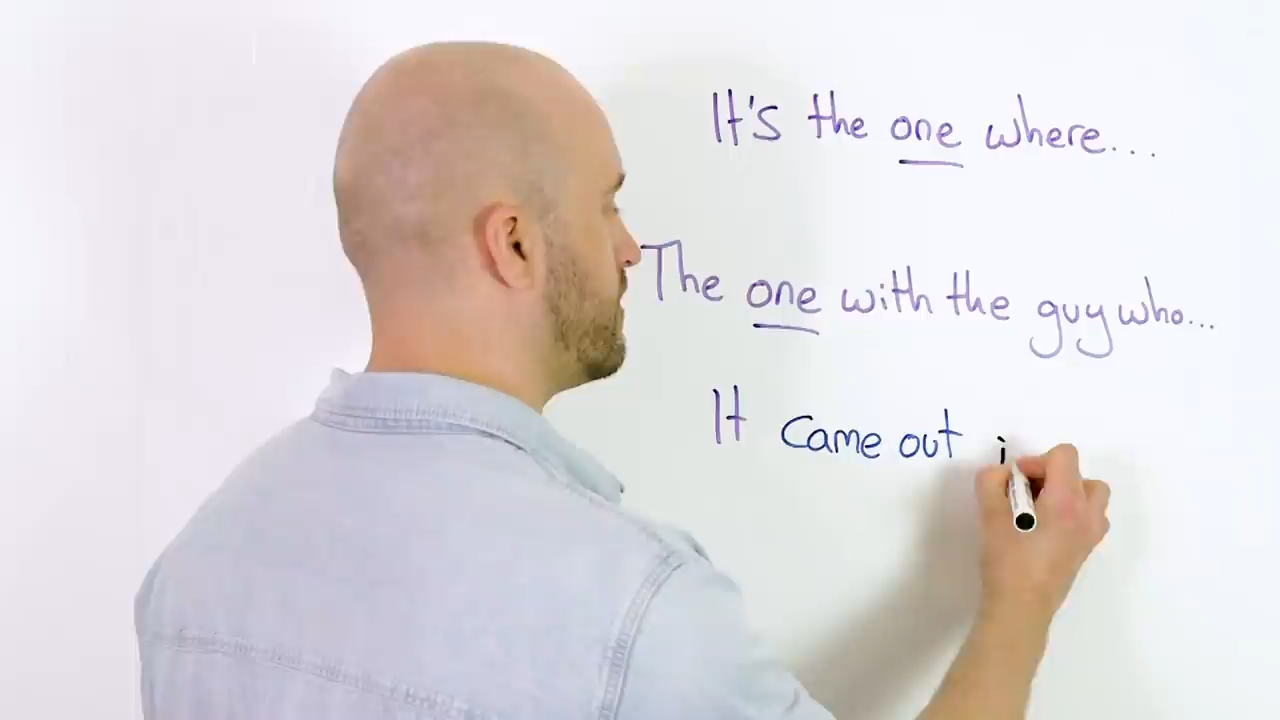 It's the one where...
The one with the guy who...
It came out i